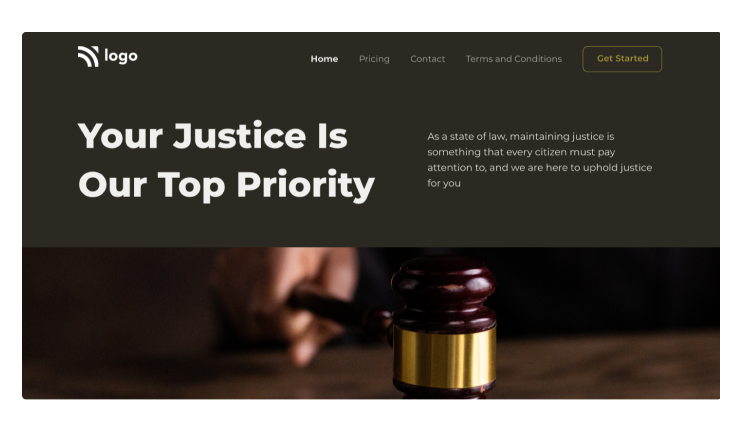 logo
Home Pricing Contact Terms and Conditions Get Started
Your Justice Is
Our Top Priority
As a state of law, maintaining justice is
something that every citizen must pay
attention to, and we are here to uphold justice
for you